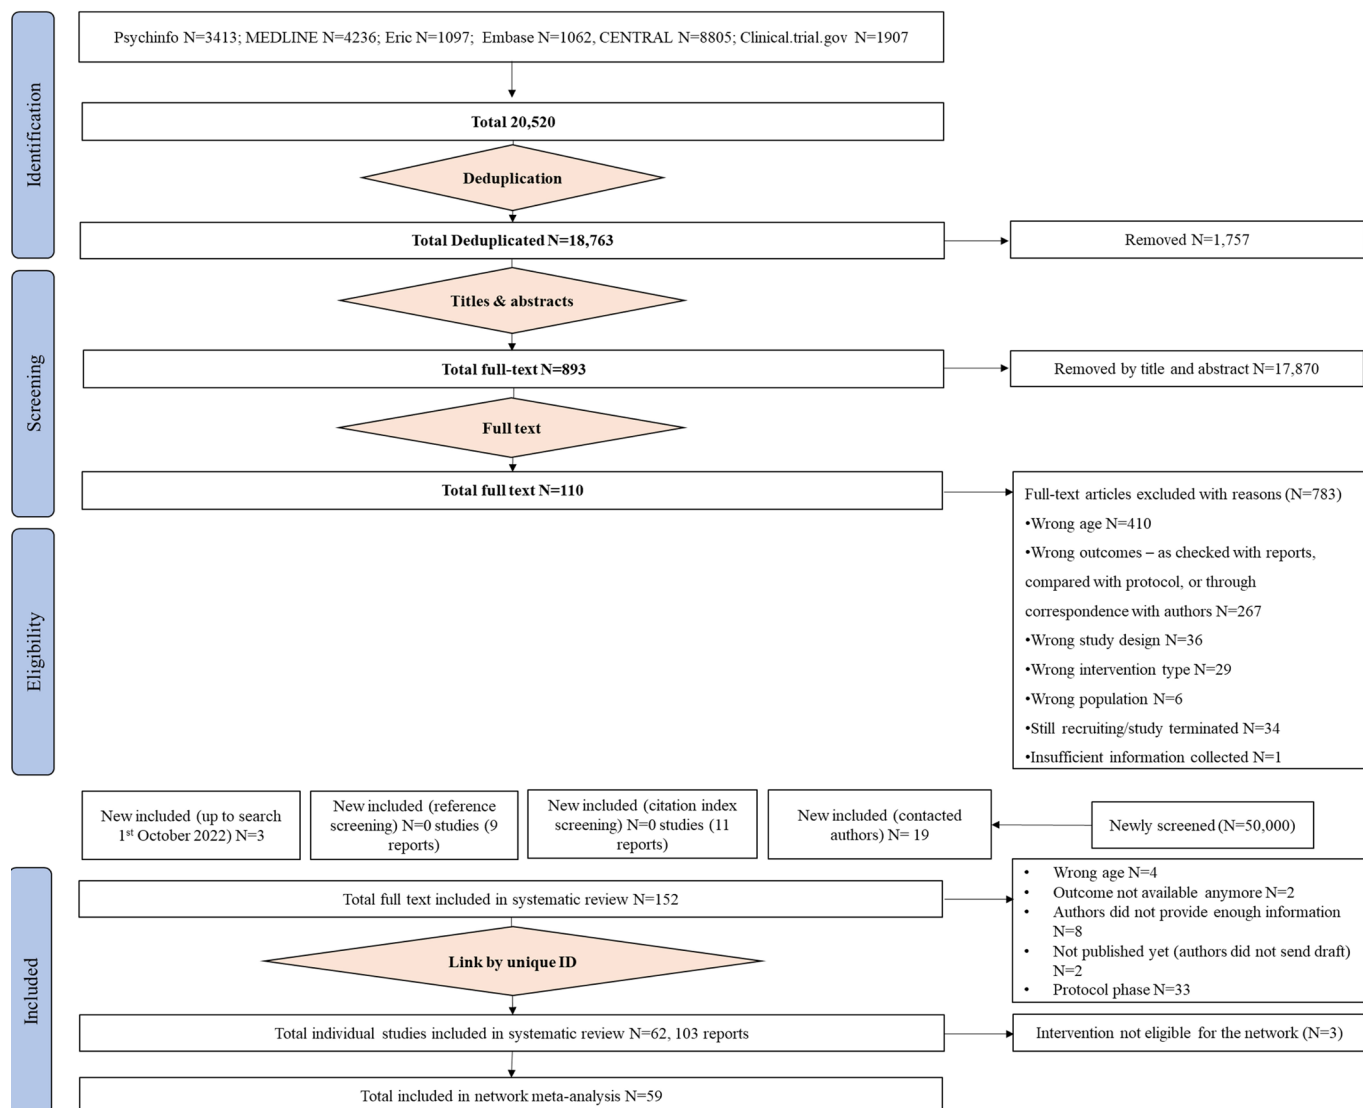 Identification
Psychinfo N=3413; MEDLINE N=4236; Eric N=1097; Embase N=1062, CENTRAL N=8805; Clinical.trial.gov N=1907
Total 20,520
Deduplication
Total Deduplicated N=18,763
Removed N=1,757
Screening
Titles & abstracts
Total full-text N=893
Removed by title and abstract N=17,870
Full text
Total full text N=110
Full-text articles excluded with reasons (N=783)
•Wrong age N=410
•Wrong outcomes – as checked with reports,
compared with protocol, or through
correspondence with authors N=267
•Wrong study design N=36
•Wrong intervention type N=29
•Wrong population N=6
•Still recruiting/study terminated N=34
•Insufficient information collected N=1
Eligibility
New included (up to search
1st October 2022) N=3
New included (reference
screening) N=0 studies (9
reports)
New included (citation index
screening) N=0 studies (11
reports)
New included (contacted
authors) N= 19
Newly screened (N=50,000)
Included
Total full text included in systematic review N=152
• Wrong age N=4
• Outcome not available anymore N=2
• Authors did not provide enough information
N=8
• Not published yet (authors did not send draft)
N=2
• Protocol phase N=33
Link by unique ID
Total individual studies included in systematic review N=62, 103 reports
Intervention not eligible for the network (N=3)
Total included in network meta-analysis N=59